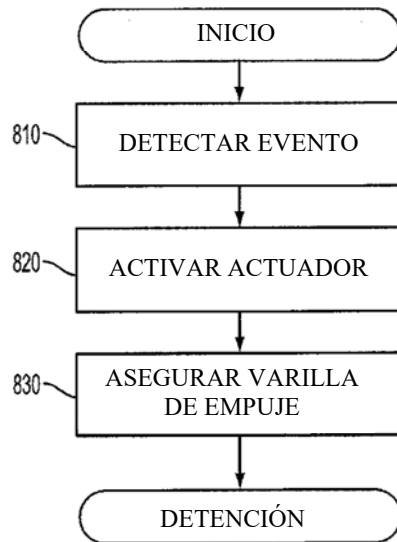 INICIO
810
DETECTAR EVENTO
820
ACTIVAR ACTUADOR
830
ASEGURAR VARILLA
DE EMPUJE
DETENCIÓN